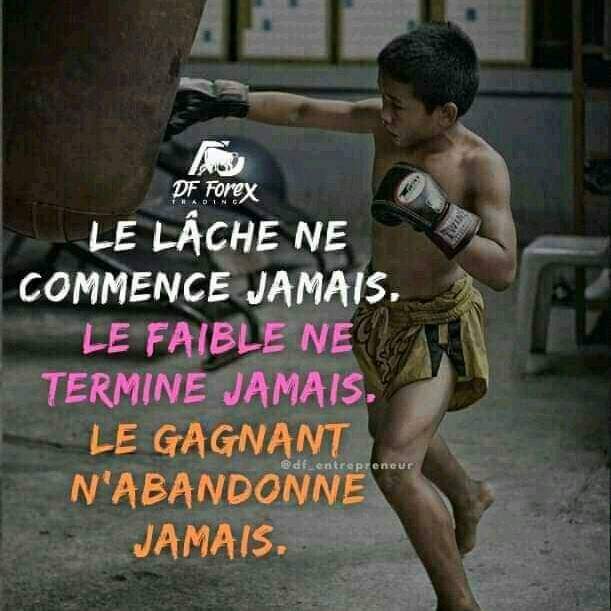 DF Forex
TRADING
LE LÂCHE NE
COMMENCE JAMAIS.
LE FAIBLE NE
TERMINE JAMAIS.
LE GAGNANT
@df_entrepreneur
N'ABANDONNE
JAMAIS.